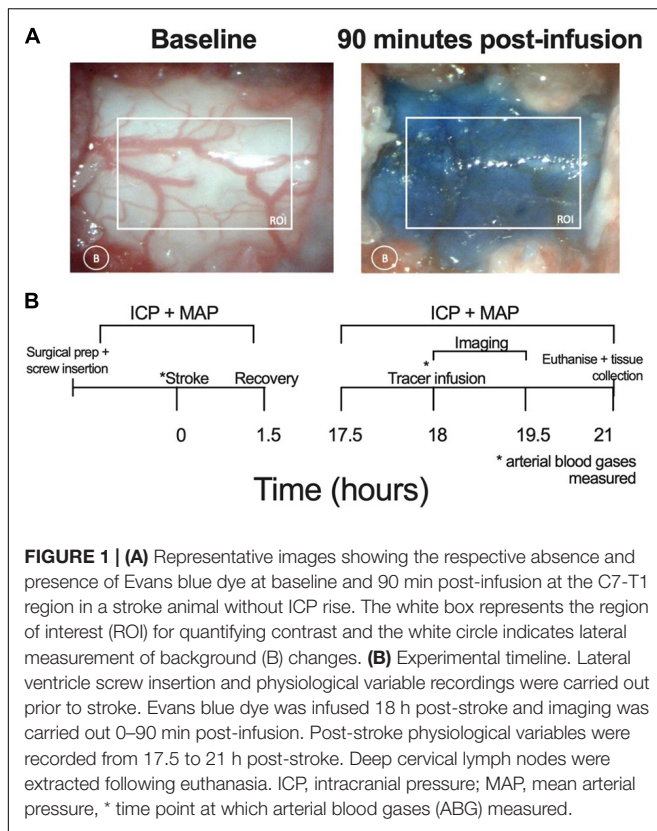 A
Baseline
90 minutes post-infusion
ROI
B
ROI
B
B
ICP + MAP
ICP + MAP
Surgical prep +
screw insertion
*Stroke
Recovery
Imaging
*
Tracer infusion
Euthanise + tissue
collection
0
1.5
17.5
18
19.5
21
* arterial blood gases
measured
Time (hours)
FIGURE 1 | (A) Representative images showing the respective absence and
presence of Evans blue dye at baseline and 90 min post-infusion at the C7-T1
region in a stroke animal without ICP rise. The white box represents the region
of interest (ROI) for quantifying contrast and the white circle indicates lateral
measurement of background (B) changes. (B) Experimental timeline. Lateral
ventricle screw insertion and physiological variable recordings were carried out
prior to stroke. Evans blue dye was infused 18 h post-stroke and imaging was
carried out 0–90 min post-infusion. Post-stroke physiological variables were
recorded from 17.5 to 21 h post-stroke. Deep cervical lymph nodes were
extracted following euthanasia. ICP, intracranial pressure; MAP, mean arterial
pressure, * time point at which arterial blood gases (ABG) measured.